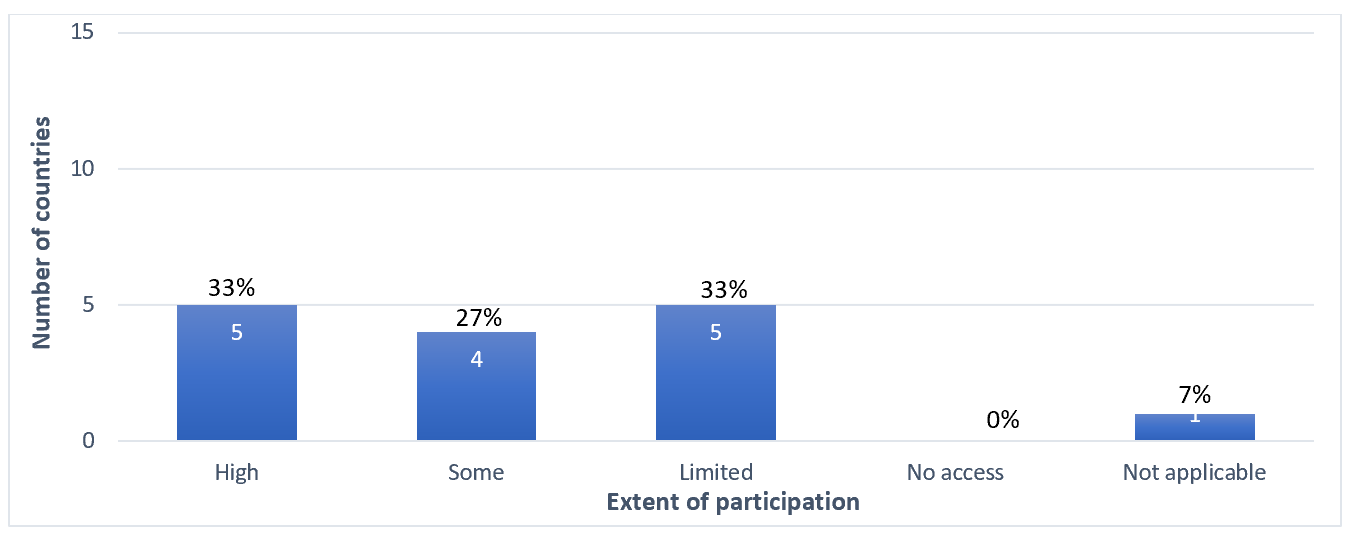 15
10
5
0
Number of countries
33%
5
27%
4
33%
5
0%
7%
1
High
Some
Limited
No access
Not applicable
Extent of participation